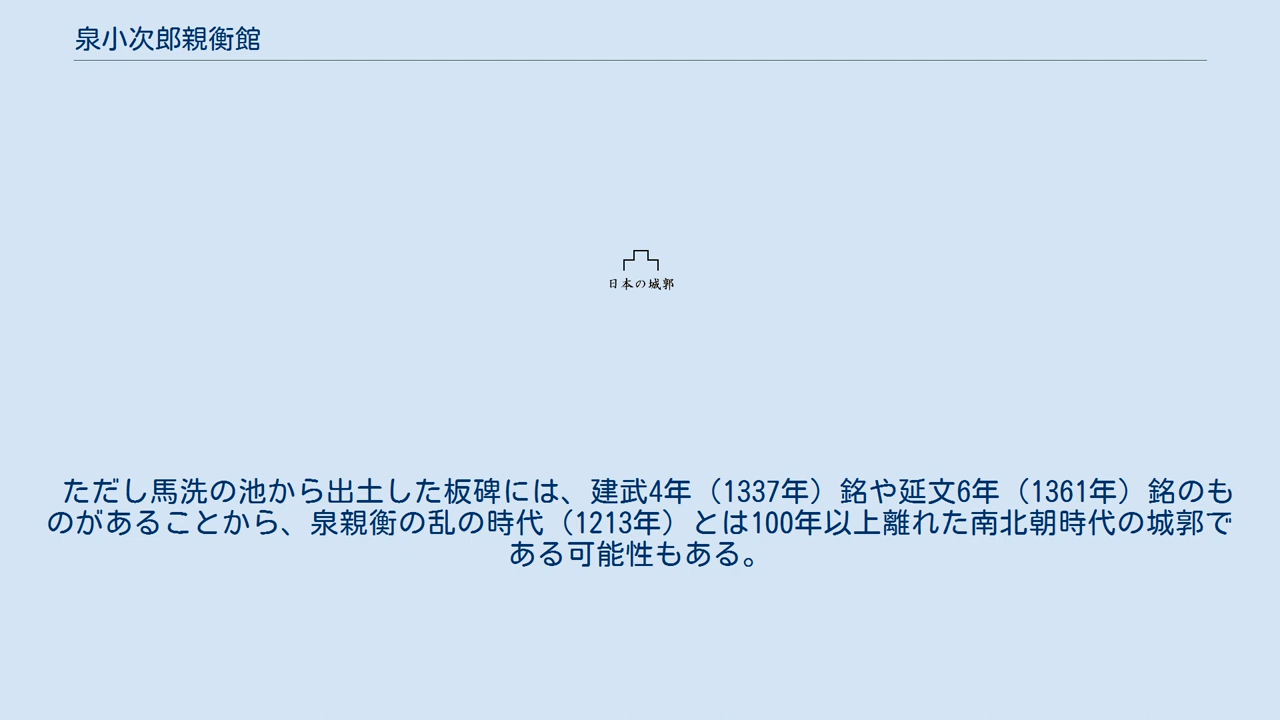 泉小次郎親衡館
日本の城郭
ただし馬洗の池から出土した板碑には、建武4年（1337年）銘や延文6年（1361年）銘のも
のがあることから、泉親衡の乱の時代（1213年）とは100年以上離れた南北朝時代の城郭で
ある可能性もある。